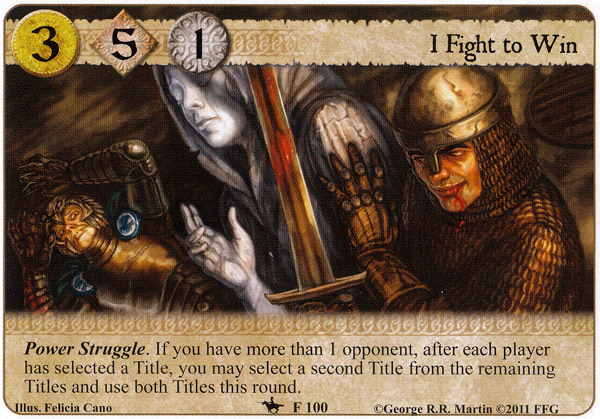 3 5 1 I Fight to Win
Power Struggle. If you have more than 1 opponent, after each player
has selected a Title, you may select a second Title from the remaining
Titles and use both Titles this round.
Illus. Felicia Cano F 100 ©George R.R. Martin ©2011 FFG